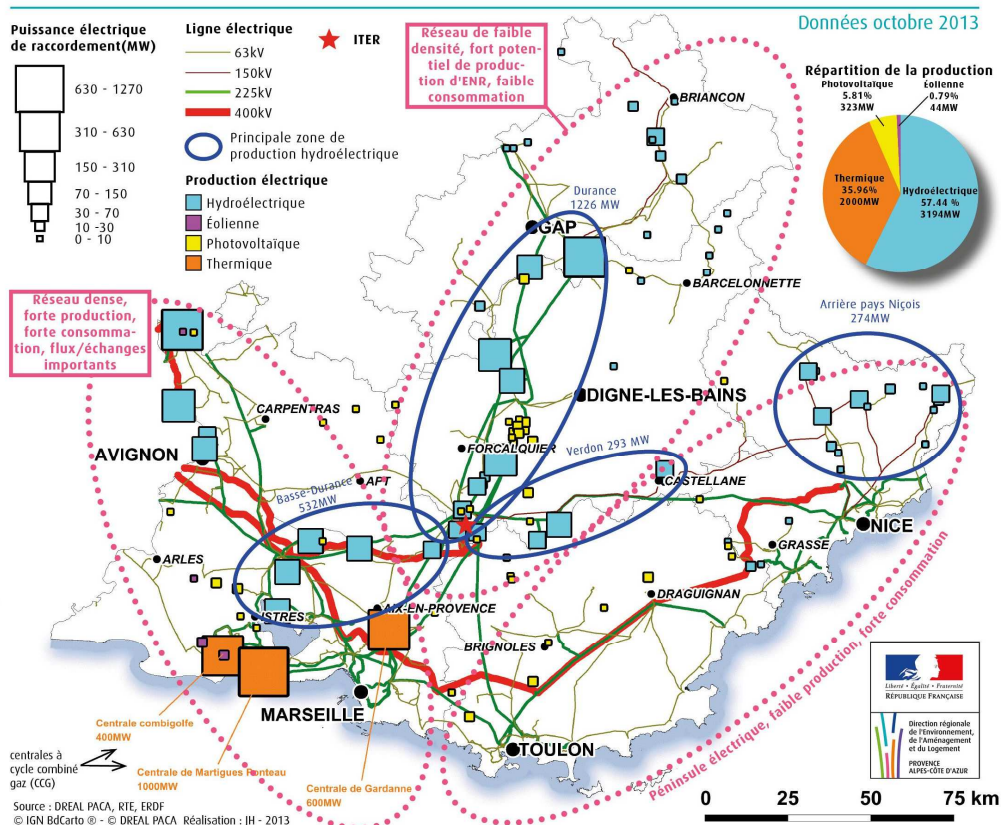 Données octobre 2013
Puissance électrique
de raccordement(MW)
630 - 1270
310 - 630
150 - 310
70 - 150
30 - 70
10 -30
0 - 10
Ligne électrique
63kV
150kV
225kV
400kV
Principale zone de
production hydroélectrique
Production électrique
Hydroélectrique
Éolienne
Photovoltaïque
Thermique
ITER
Réseau de faible
densité, fort poten-
tiel de produc-
tion d'ENR, faible
consommation
Répartition de la production
Photovoltaïque
5.81%
323MW
Éolienne
0.79%
44MW
Thermique
35.96%
2000MW
Hydroélectrique
57.44 %
3194MW
Réseau dense,
forte production,
forte consomma-
tion, flux/échanges
importants
BRIANCON
Durance
1226 MW
GAP
BARCELONNETTE
Arrière pays Niçois
274MW
DIGNE-LES-BAINS
CARPENTRAS
AVIGNON
FORCALQUIER
Verdon 293 MW
APT
CASTELLANE
Basse-Durance
532MW
NICE
GRASSE
ARLES
DRAGUIGNAN
ISTRES
AIX-EN-PROVENCE
BRIGNOLES
MARSEILLE
TOULON
Péninsule électrique, faible production, forte consommation
Centrale combigolfe
400MW
Centrale de Martigues Ponteau
1000MW
Centrale de Gardanne
600MW
centrales à
cycle combiné
gaz (CCG)
Liberté • Égalité • Fraternité
RÉPUBLIQUE FRANÇAISE
Direction régionale
de l'Environnement,
de l'Aménagement
et du Logement
PROVENCE
ALPES-CÔTE D'AZUR
0 25 50 75 km
Source : DREAL PACA, RTE, ERDF
© IGN BdCarto ® - © DREAL PACA Réalisation : JH - 2013